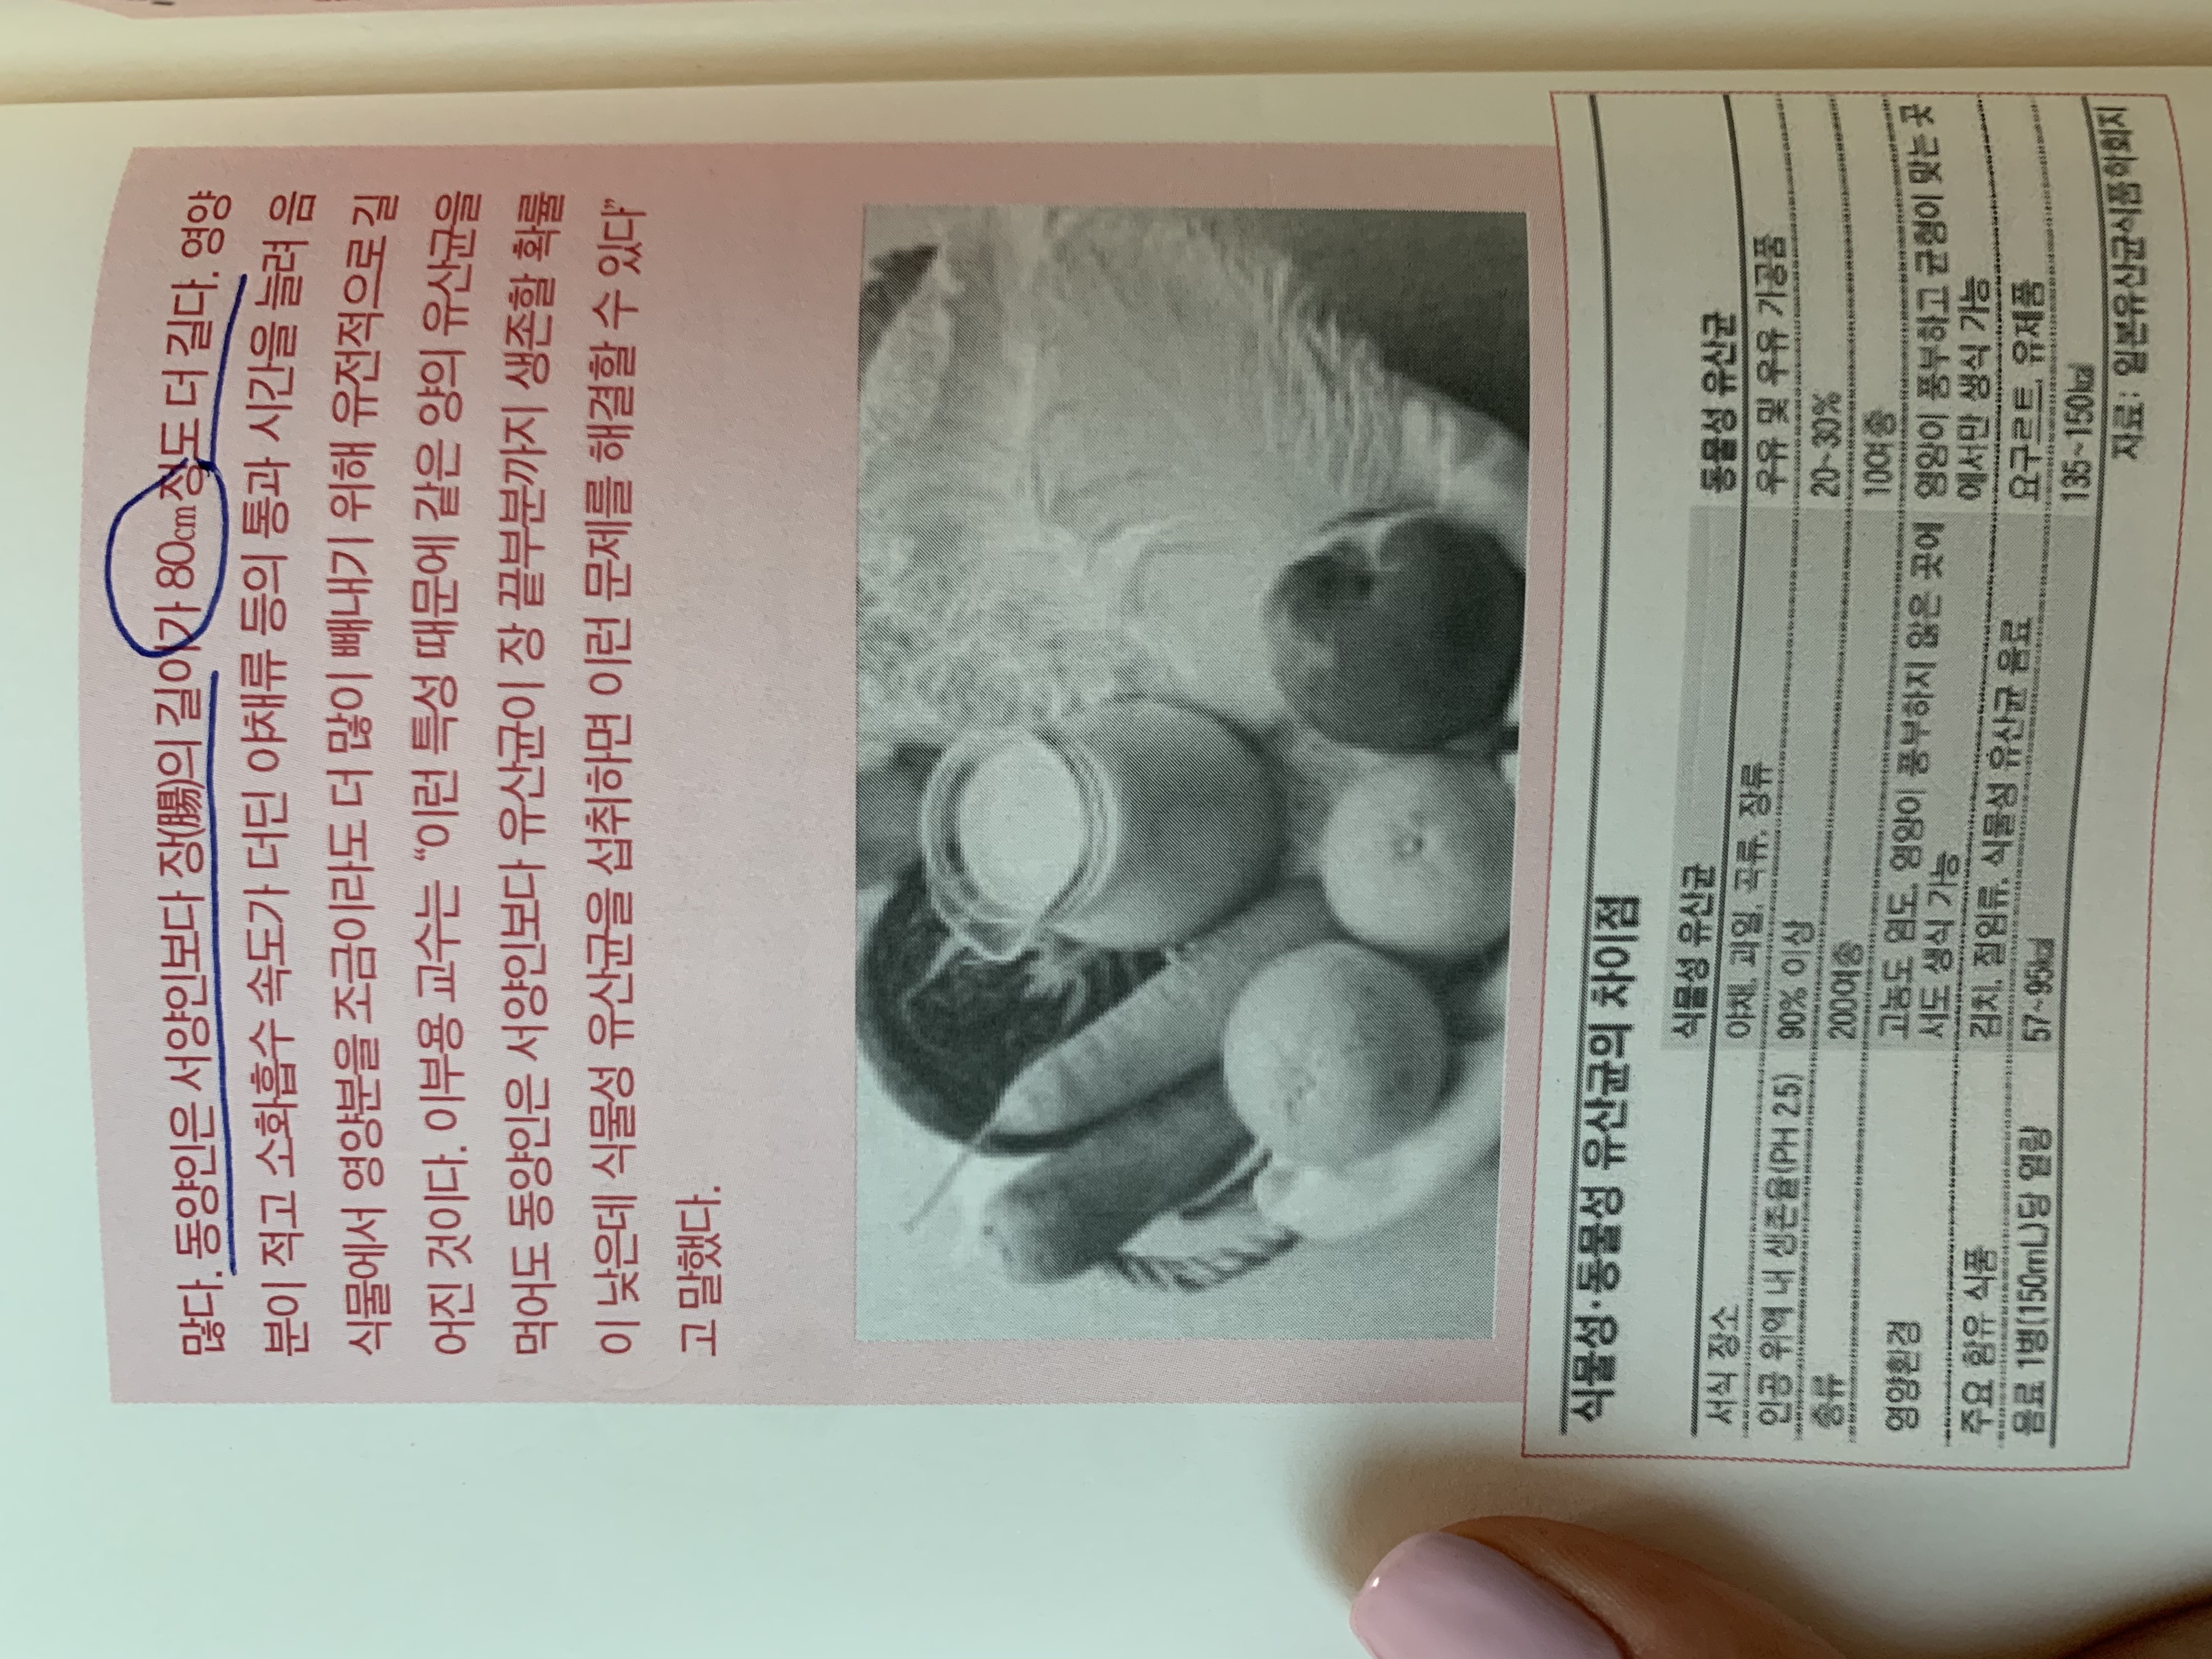 많다. 동양인은 서양인보다 장(腸)의 길이가 80㎝ 정도 더 길다. 영양
분이 적고 소화흡수 속도가 더딘 야채류 등의 통과 시간을 늘려 음
식물에서 영양분을 조금이라도 더 많이 빼내기 위해 유전적으로 길
어진 것이다. 이부용 교수는 “이런 특성 때문에 같은 양의 유산균을
먹어도 동양인은 서양인보다 유산균이 장 끝부분까지 생존할 확률
이 낮은데 식물성 유산균을 섭취하면 이런 문제를 해결할 수 있다”
고 말했다.
식물성·동물성 유산균의 차이점
식물성 유산균 동물성 유산균
서식 장소 야채, 과일, 곡류, 장류 우유 및 우유 가공품
인공 위액 내 생존율(PH 2.5) 90% 이상 20~30%
종류 200여종 100여종
영양환경 고농도 염도, 영양이 풍부하지 않은 곳에 영양이 풍부하고 균형이 맞는 곳
서도 생식 가능 에서만 생식 가능
주요 함유 식품 김치, 절임류, 식물성 유산균 음료 요구르트, 유제품
음료 1병(150mL)당 열량 57~95㎉ 135~150㎉
자료: 일본유산균식품학회지